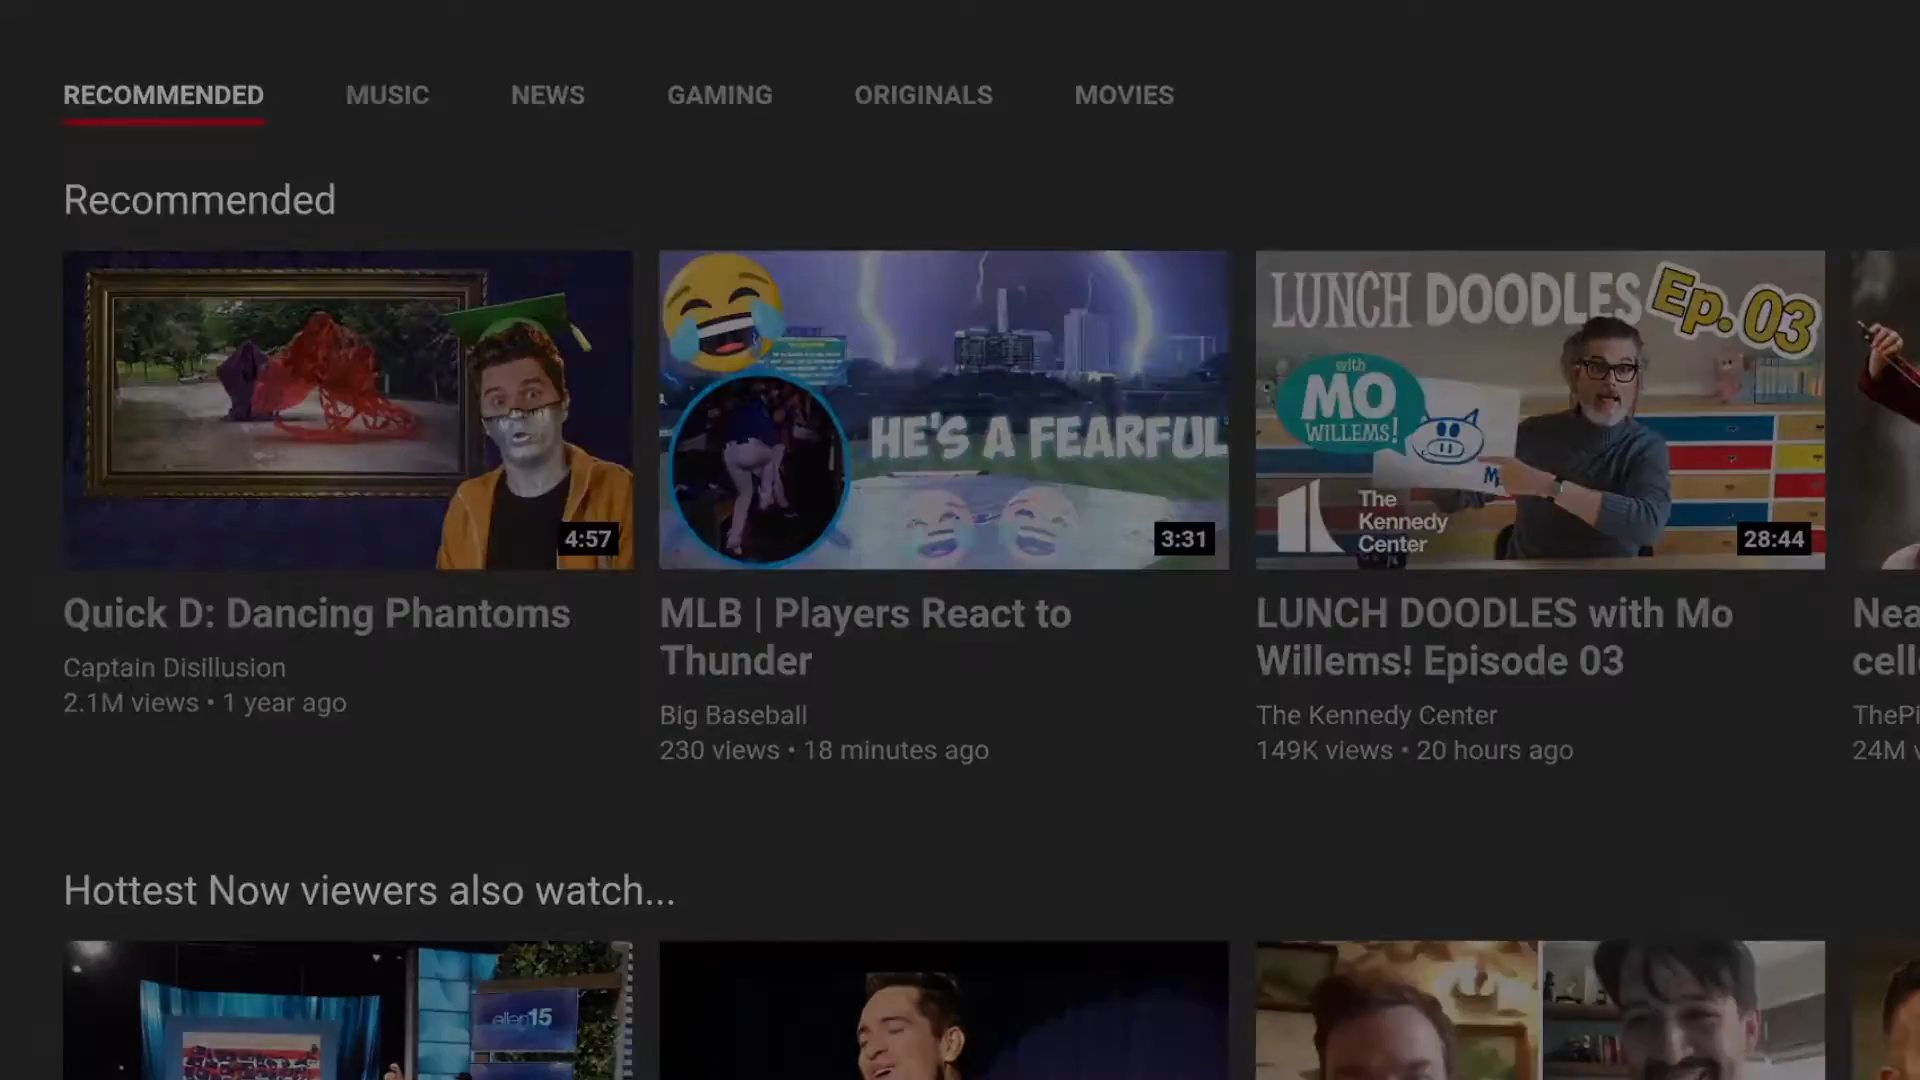 RECOMMENDED MUSIC NEWS GAMING ORIGINALS MOVIES
Recommended
4:57
HE'S A FEARFUL
3:31
LUNCH DOODLES Ep. 03
with
MO
WILLEMS!
The
Kennedy
Center
28:44
Quick D: Dancing Phantoms
Captain Disillusion
2.1M views • 1 year ago
MLB | Players React to
Thunder
Big Baseball
230 views • 18 minutes ago
LUNCH DOODLES with Mo
Willems! Episode 03
The Kennedy Center
149K views • 20 hours ago
24M
Hottest Now viewers also watch...
ellen15